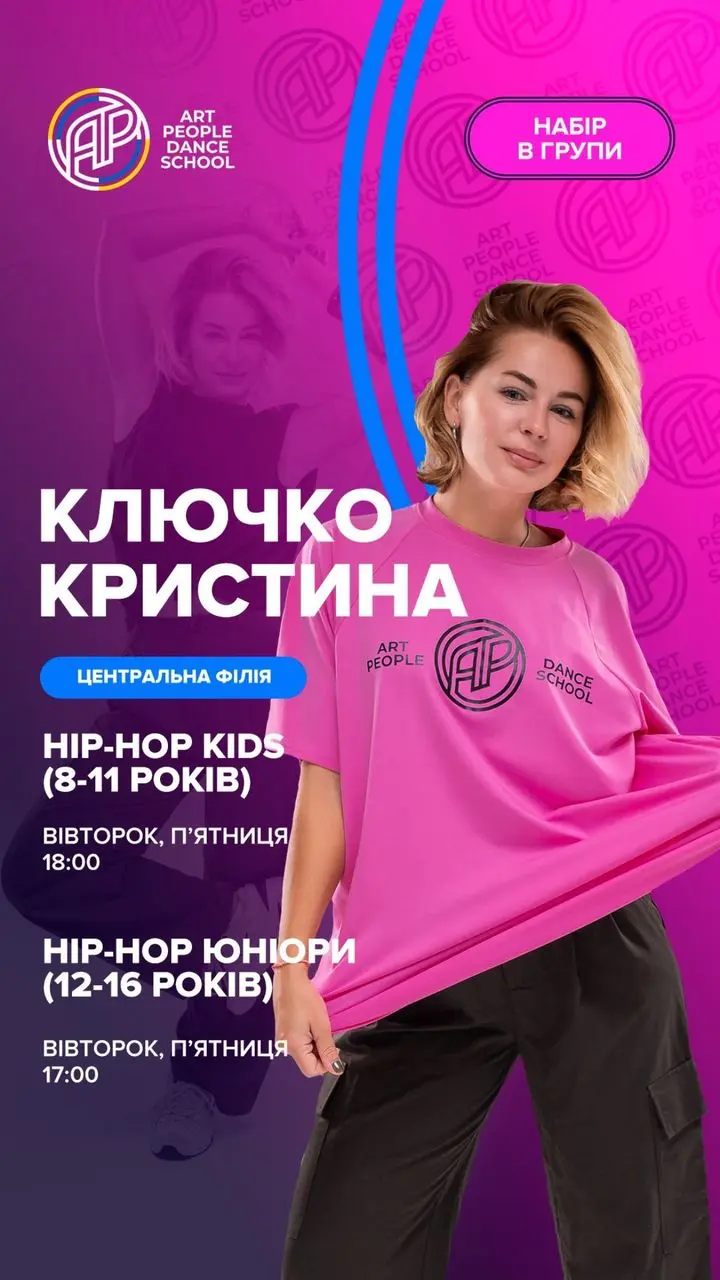 ART
PEOPLE
DANCE
SCHOOL
НАБІР
В ГРУПИ
КЛЮЧКО
КРИСТИНА
ЦЕНТРАЛЬНА ФІЛІЯ
HIP-HOP KIDS
(8-11 РОКІВ)
ВІВТОРОК, П'ЯТНИЦЯ
18:00
HIP-HOP ЮНІОРИ
(12-16 РОКІВ)
ВІВТОРОК, П'ЯТНИЦЯ
17:00
ART
PEOPLE
AP
DANCE
SCHOOL